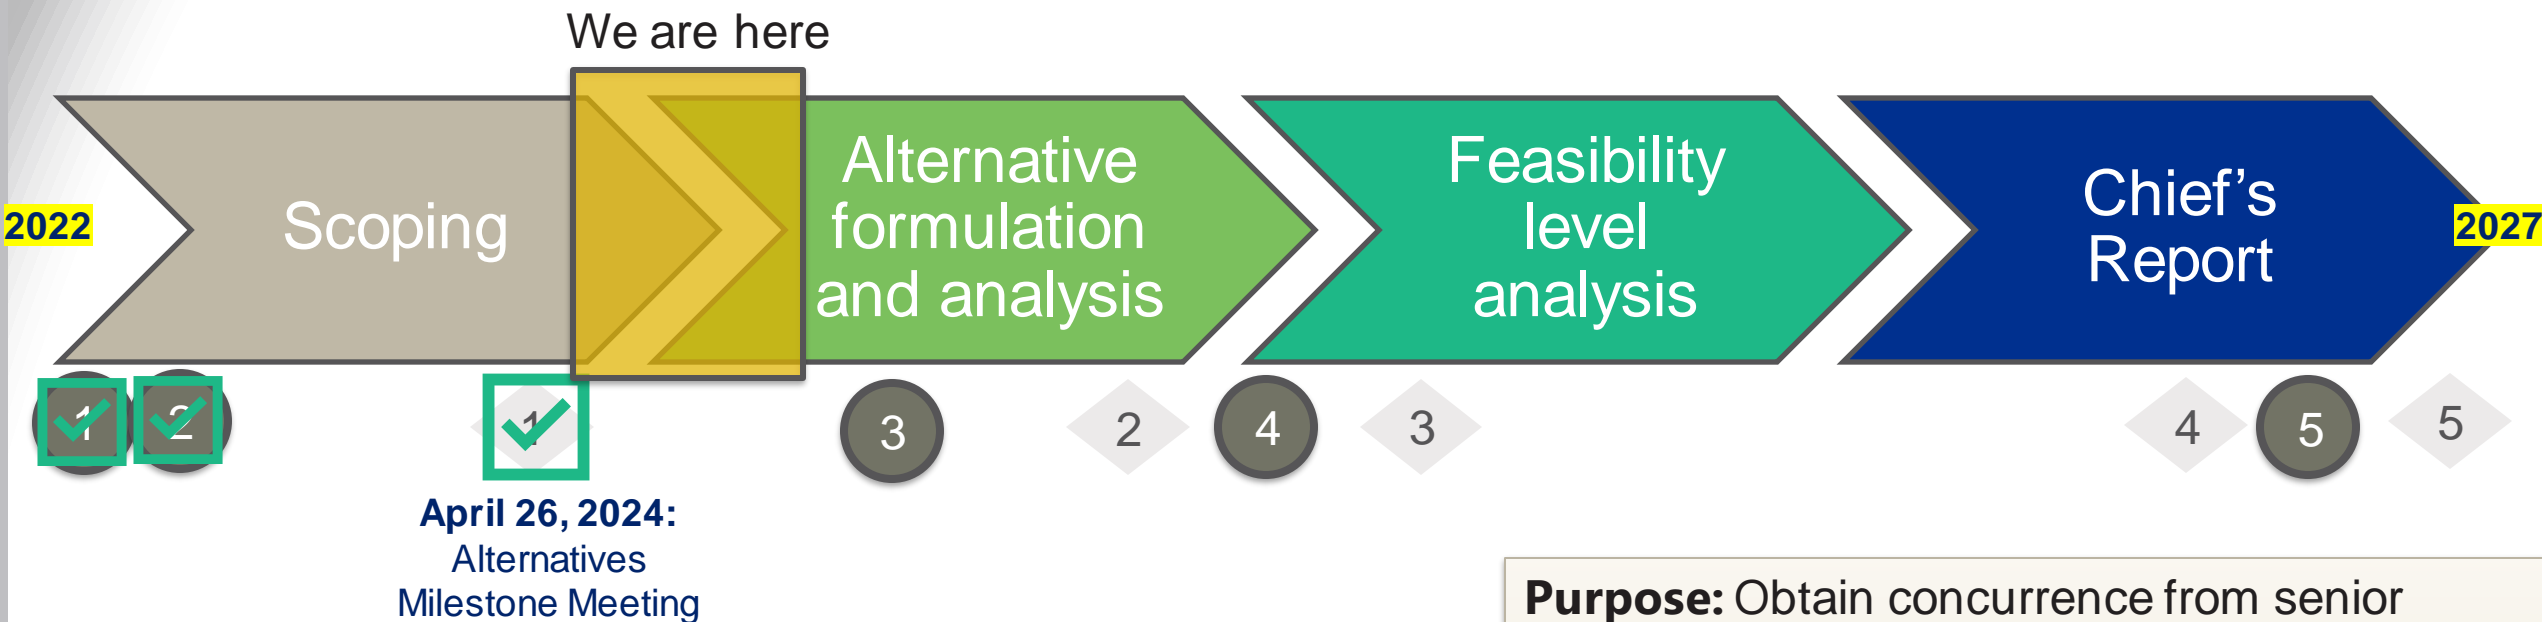 We are here
2022
Scoping
Alternative
formulation
and analysis
Feasibility
level
analysis
Chief's
Report
2027
1
2
1
3
2
4
3
4
5
5
April 26, 2024:
Alternatives
Milestone Meeting
Purpose: Obtain concurrence from senior